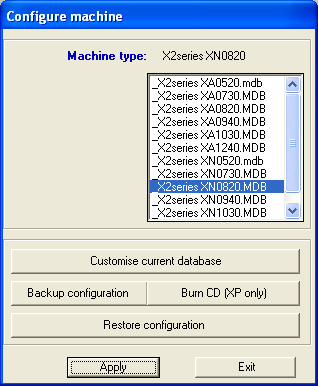 Configure machine
Machine type: X2series XN0820
_X2series XA0520.mdb
_X2series XA0730.MDB
_X2series XA0820.MDB
_X2series XA0940.MDB
_X2series XA1030.MDB
_X2series XA1240.MDB
_X2series XN0520.mdb
_X2series XN0730.MDB
_X2series XN0820.MDB
_X2series XN0940.MDB
_X2series XN1030.MDB
Customise current database
Backup configuration Burn CD (XP only)
Restore configuration
Apply Exit